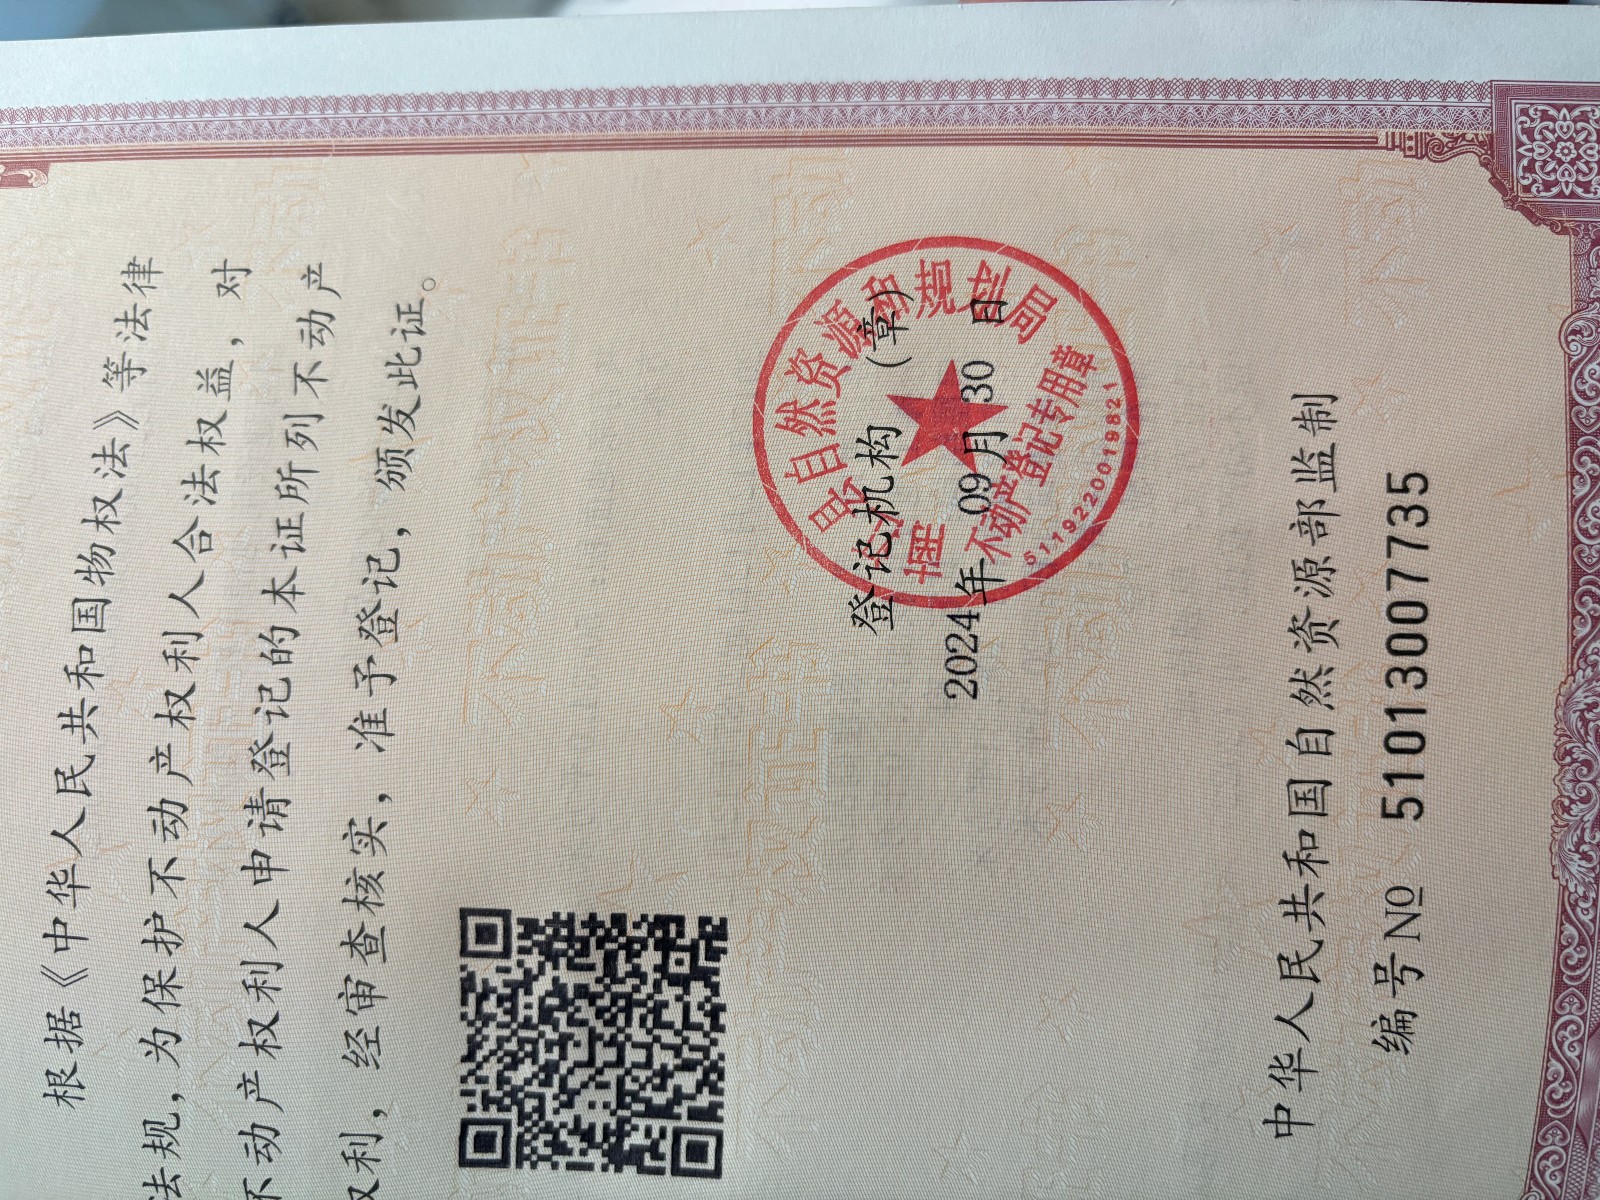 根据《中华人民共和国物权法》等法律
法规，为保护不动产权利人合法权益，对
不动产权利人申请登记的本证所列不动产
权利，经审查核实，准予登记，颁发此证。
登记机构（章）
2024年09月30日
南江县自然资源和规划局
不动产登记专用章
5119220019821
中华人民共和国自然资源部监制
编号№ 51013007735